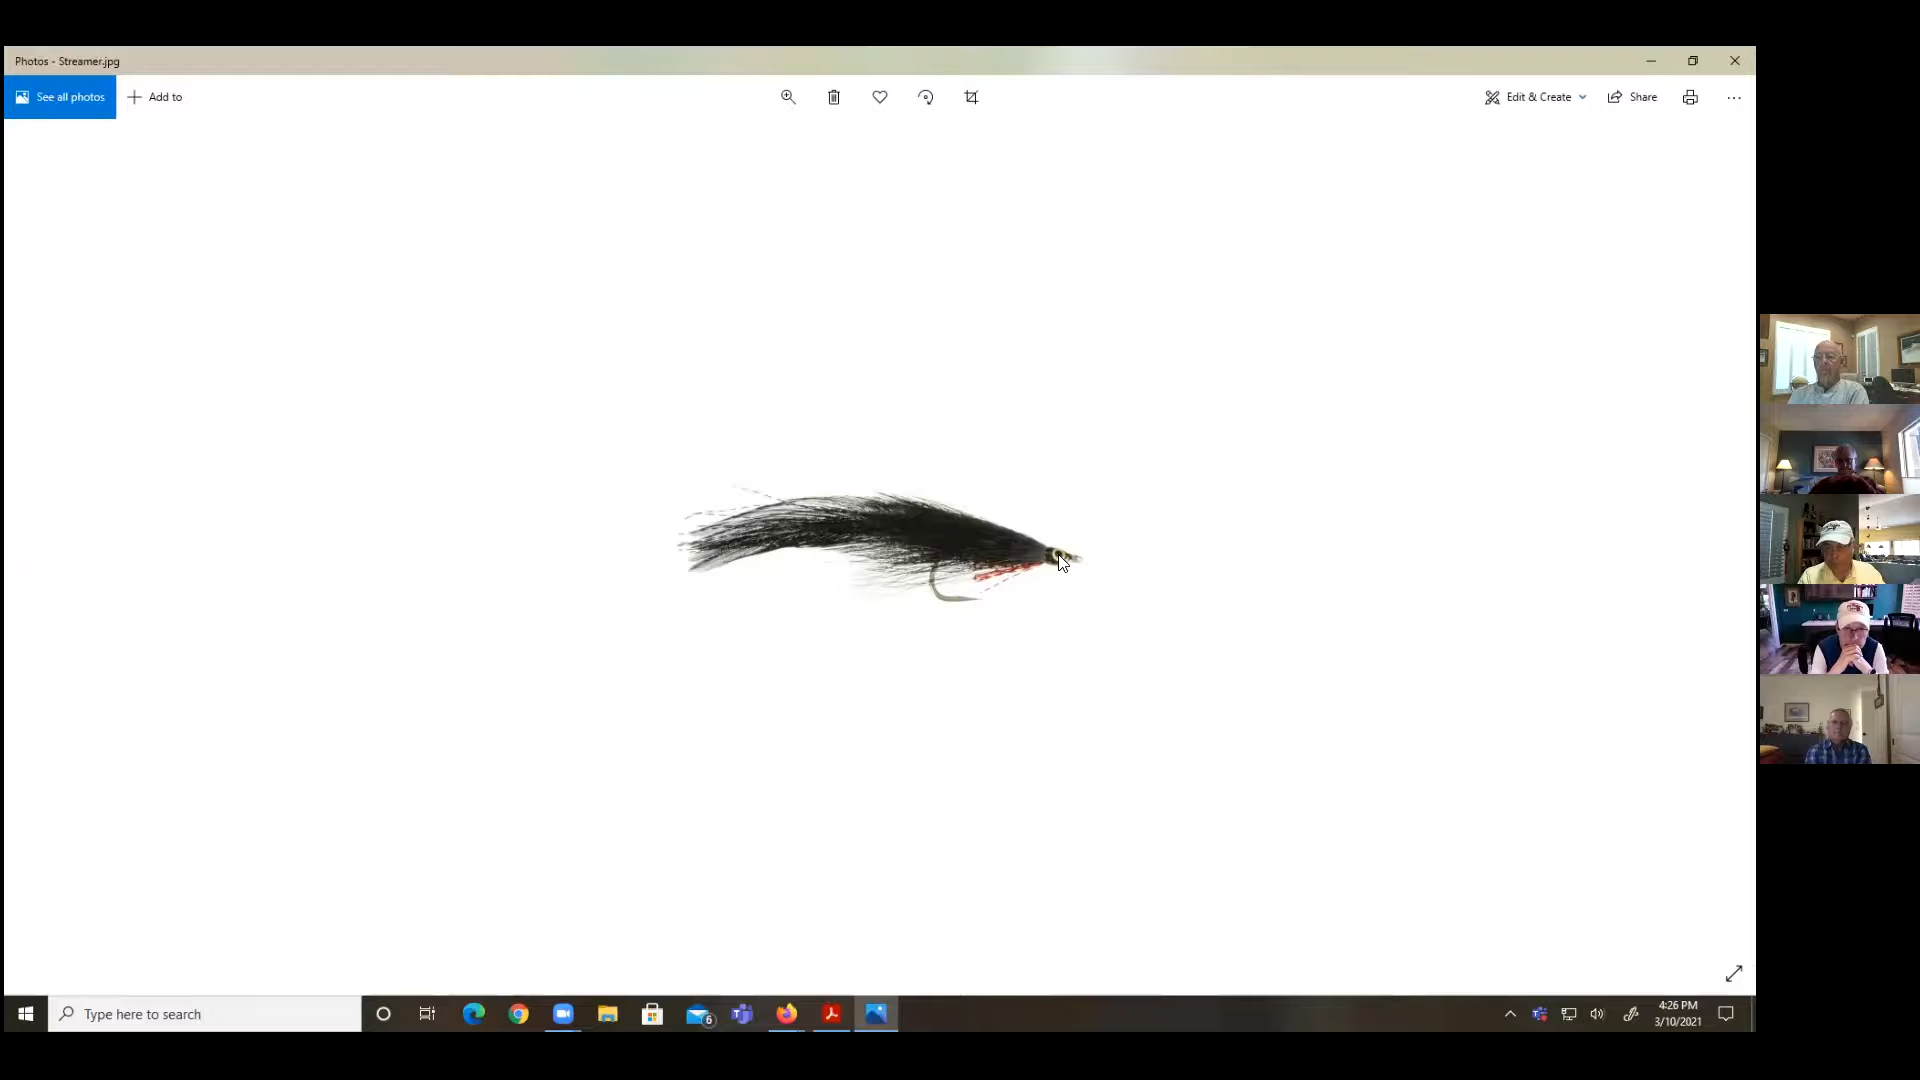 Photos - Streamer.jpg
See all photos
Add to
Edit & Create
Share
Type here to search
6
4:26 PM
3/10/2021